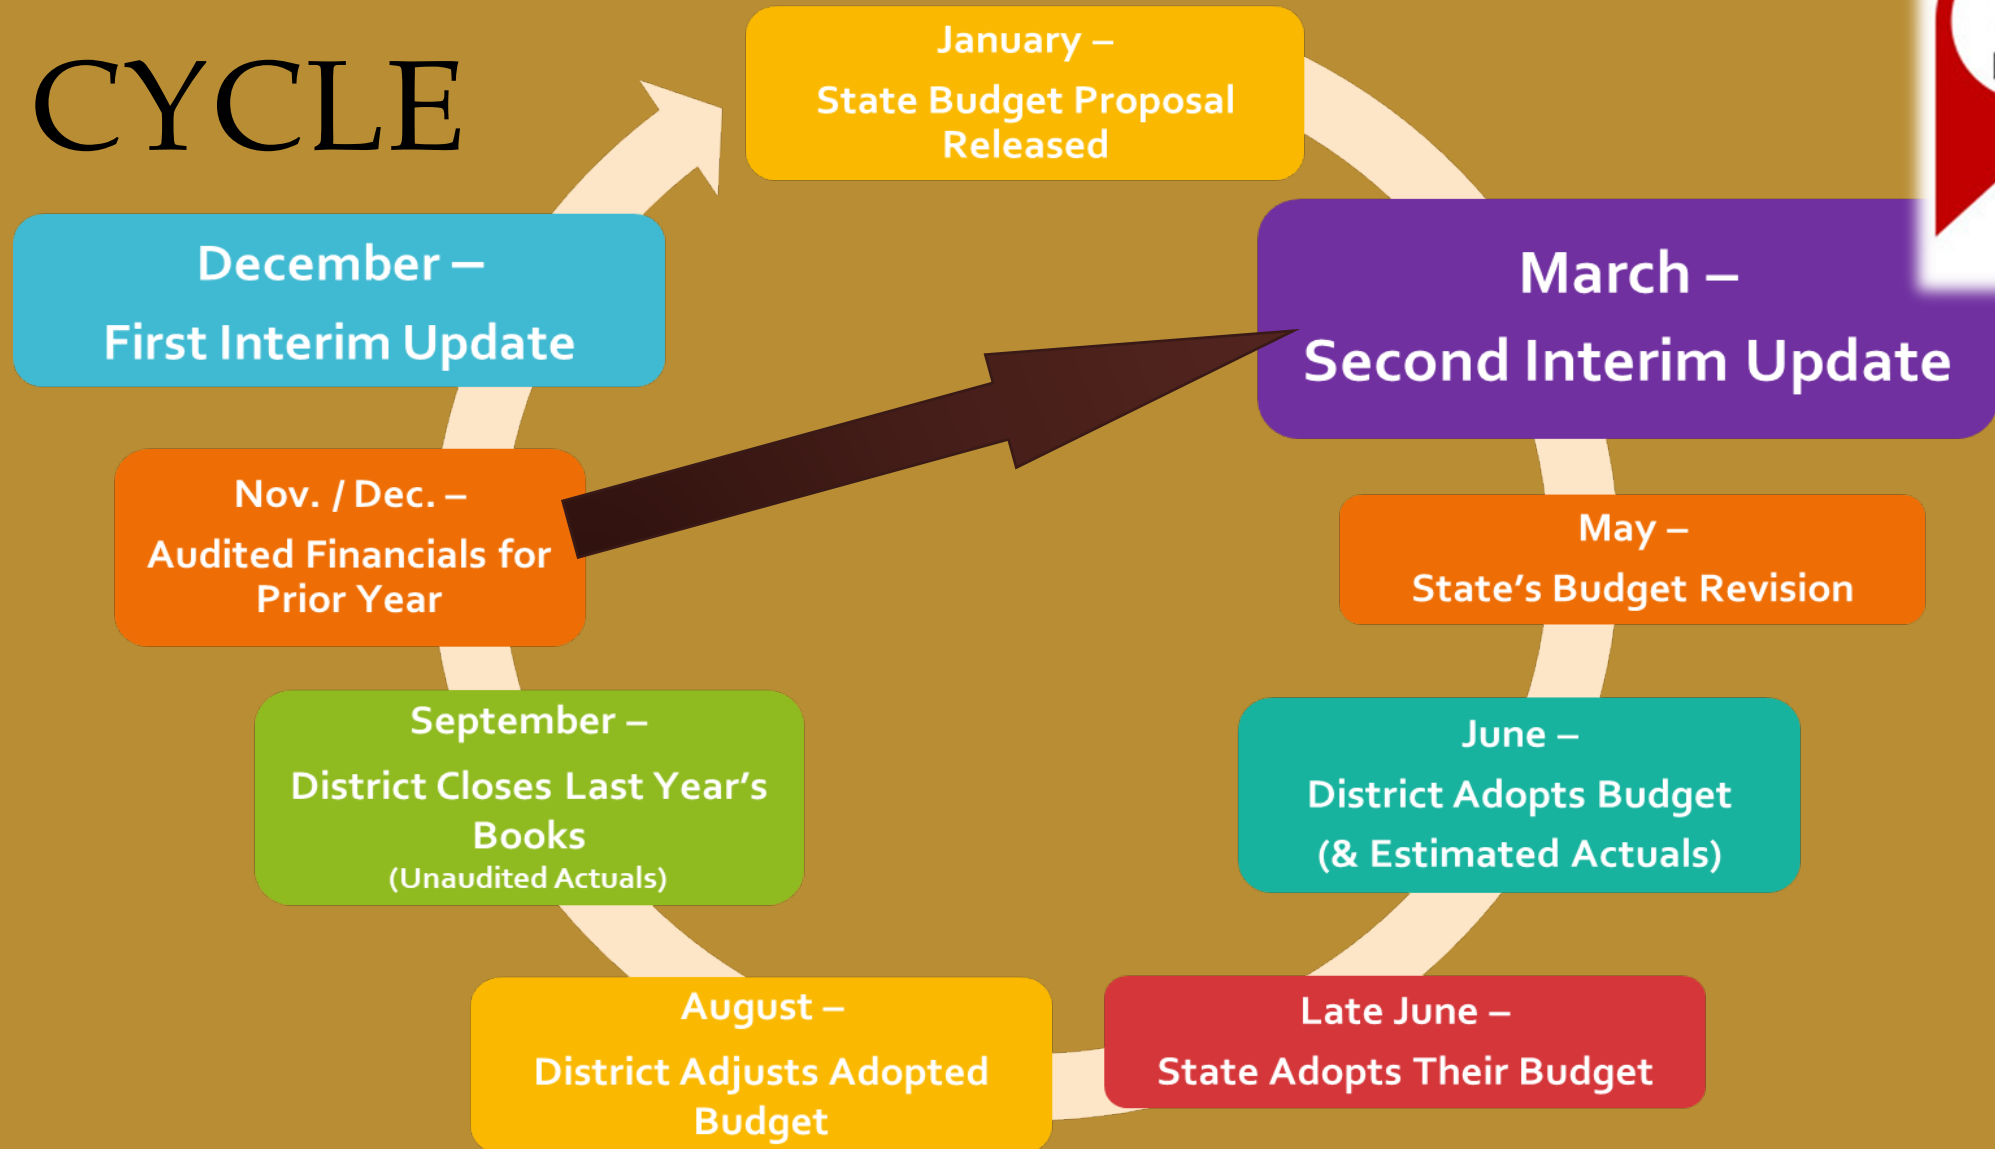 CYCLE
January –
State Budget Proposal
Released
March –
Second Interim Update
May –
State’s Budget Revision
June –
District Adopts Budget
(& Estimated Actuals)
Late June –
State Adopts Their Budget
August –
District Adjusts Adopted
Budget
September –
District Closes Last Year’s
Books
(Unaudited Actuals)
Nov. / Dec. –
Audited Financials for
Prior Year
December –
First Interim Update